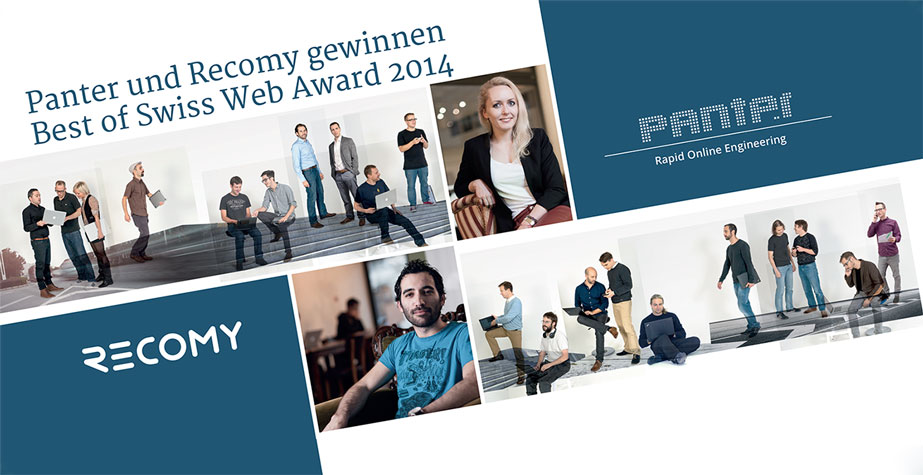 Panter und Recomy gewinnen
Best of Swiss Web Award 2014
panter
Rapid Online Engineering
RECOMY